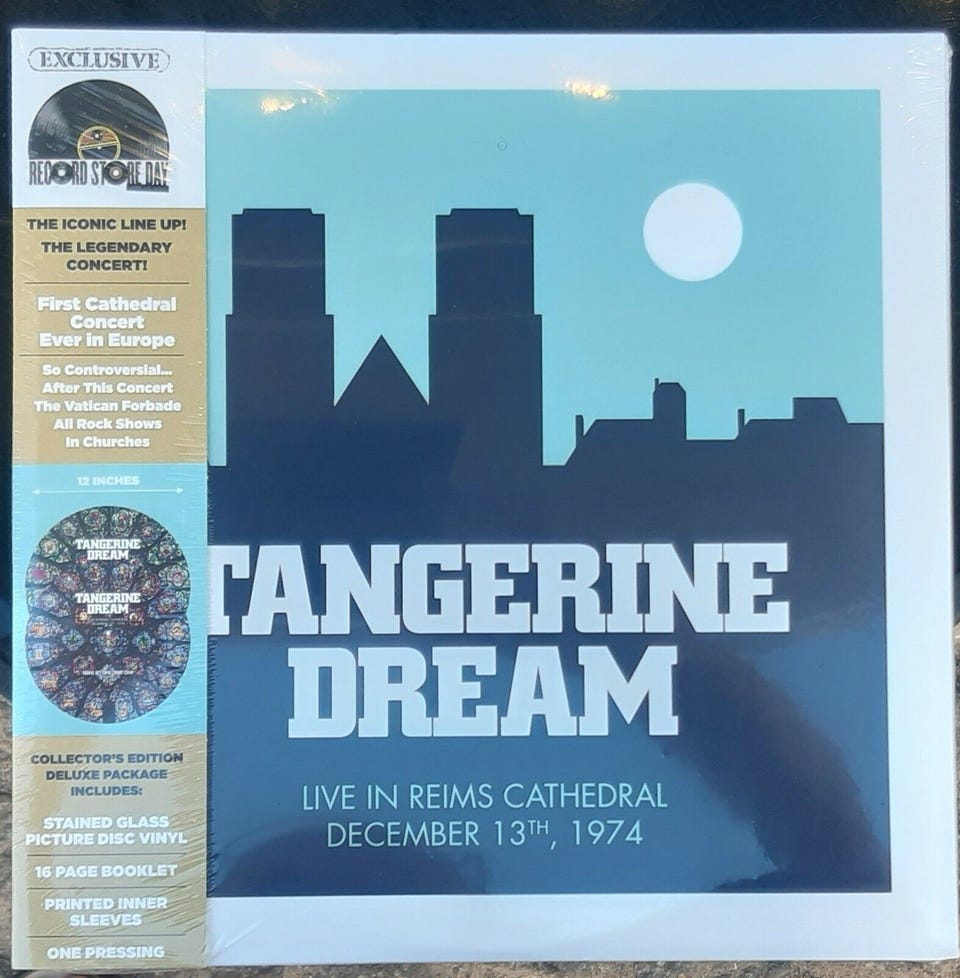 EXCLUSIVE
RECORD STORE DAY
THE ICONIC LINE UP!
THE LEGENDARY
CONCERT!
First Cathedral
Concert
Ever in Europe
So Controversial...
After This Concert
The Vatican Forbade
All Rock Shows
In Churches
12 INCHES
TANGERINE
DREAM
TANGERINE
DREAM
COLLECTOR'S EDITION
DELUXE PACKAGE
INCLUDES:
STAINED GLASS
PICTURE DISC VINYL
16 PAGE BOOKLET
PRINTED INNER
SLEEVES
ONE PRESSING
TANGERINE
DREAM
LIVE IN REIMS CATHEDRAL
DECEMBER 13TH, 1974